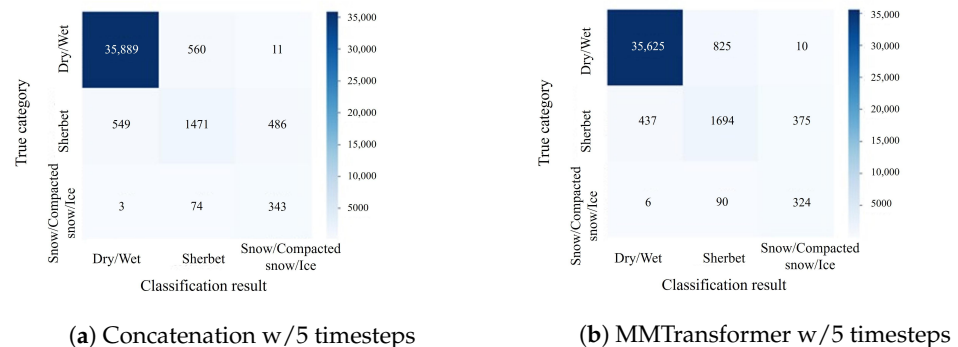 True category
Dry/Wet
Sherbet
Snow/Compacted
snow/Ice
35,889 560 11
549 1471 486
3 74 343
35,000
30,000
25,000
20,000
15,000
10,000
5000
Dry/Wet Sherbet Snow/Compacted
snow/Ice
Classification result
(a) Concatenation w/5 timesteps
True category
Dry/Wet
Sherbet
Snow/Compacted
snow/Ice
35,625 825 10
437 1694 375
6 90 324
35,000
30,000
25,000
20,000
15,000
10,000
5000
Dry/Wet Sherbet Snow/Compacted
snow/Ice
Classification result
(b) MMTransformer w/5 timesteps